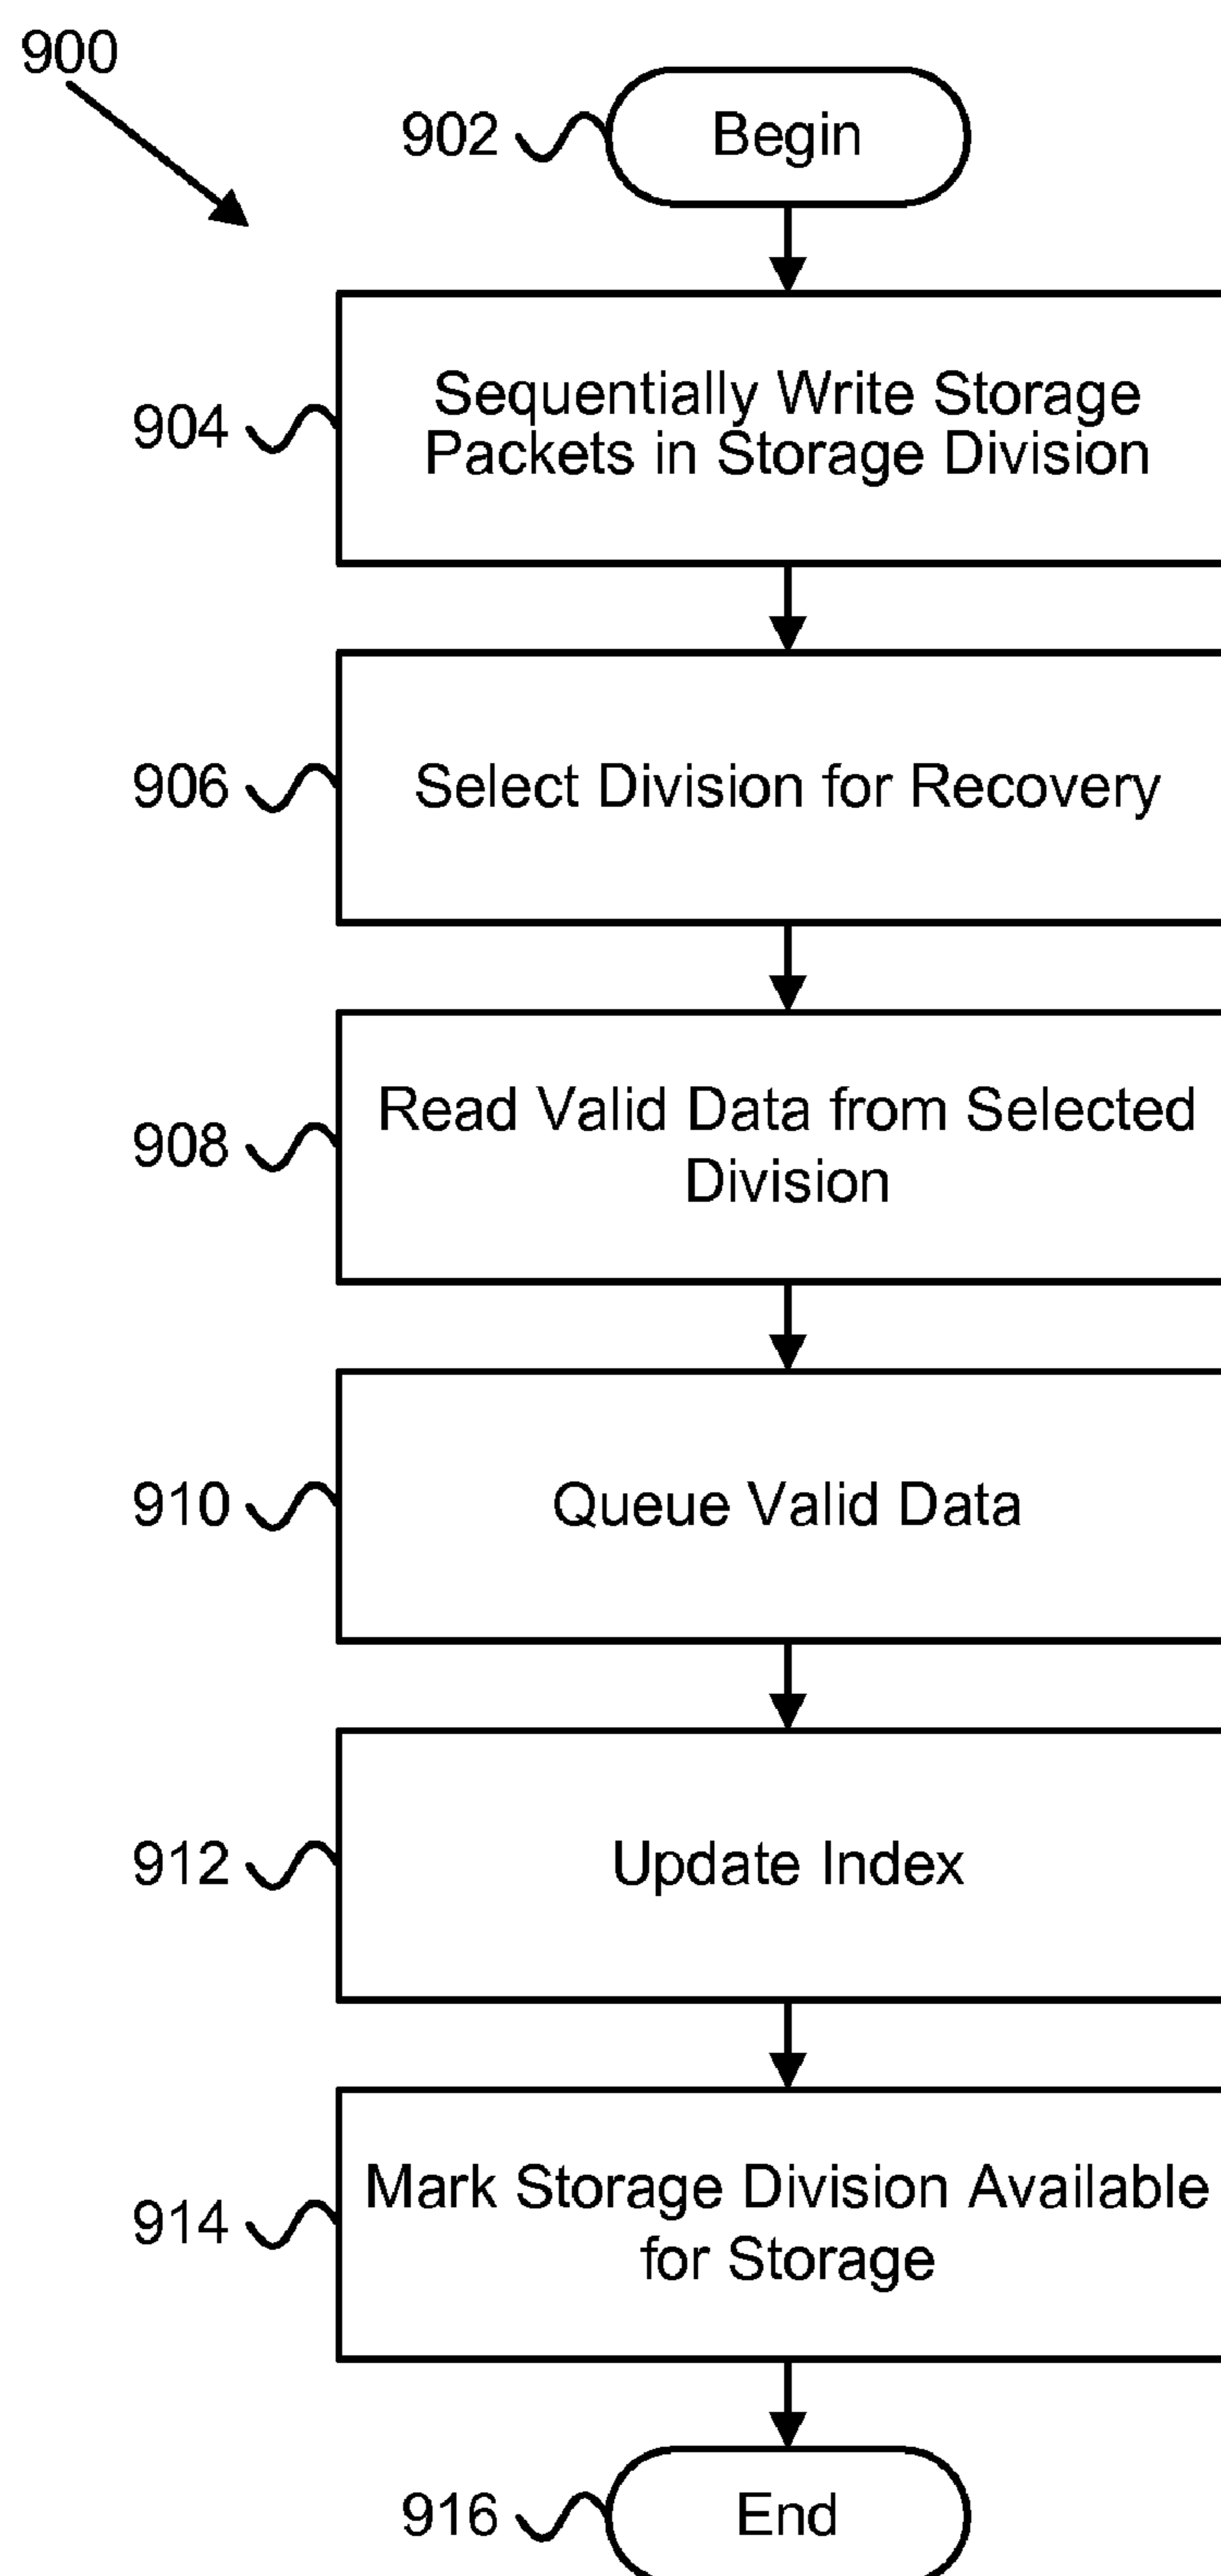 900
902
Begin
904
Sequentially Write Storage
Packets in Storage Division
906
Select Division for Recovery
908
Read Valid Data from Selected
Division
910
Queue Valid Data
912
Update Index
914
Mark Storage Division Available
for Storage
916
End